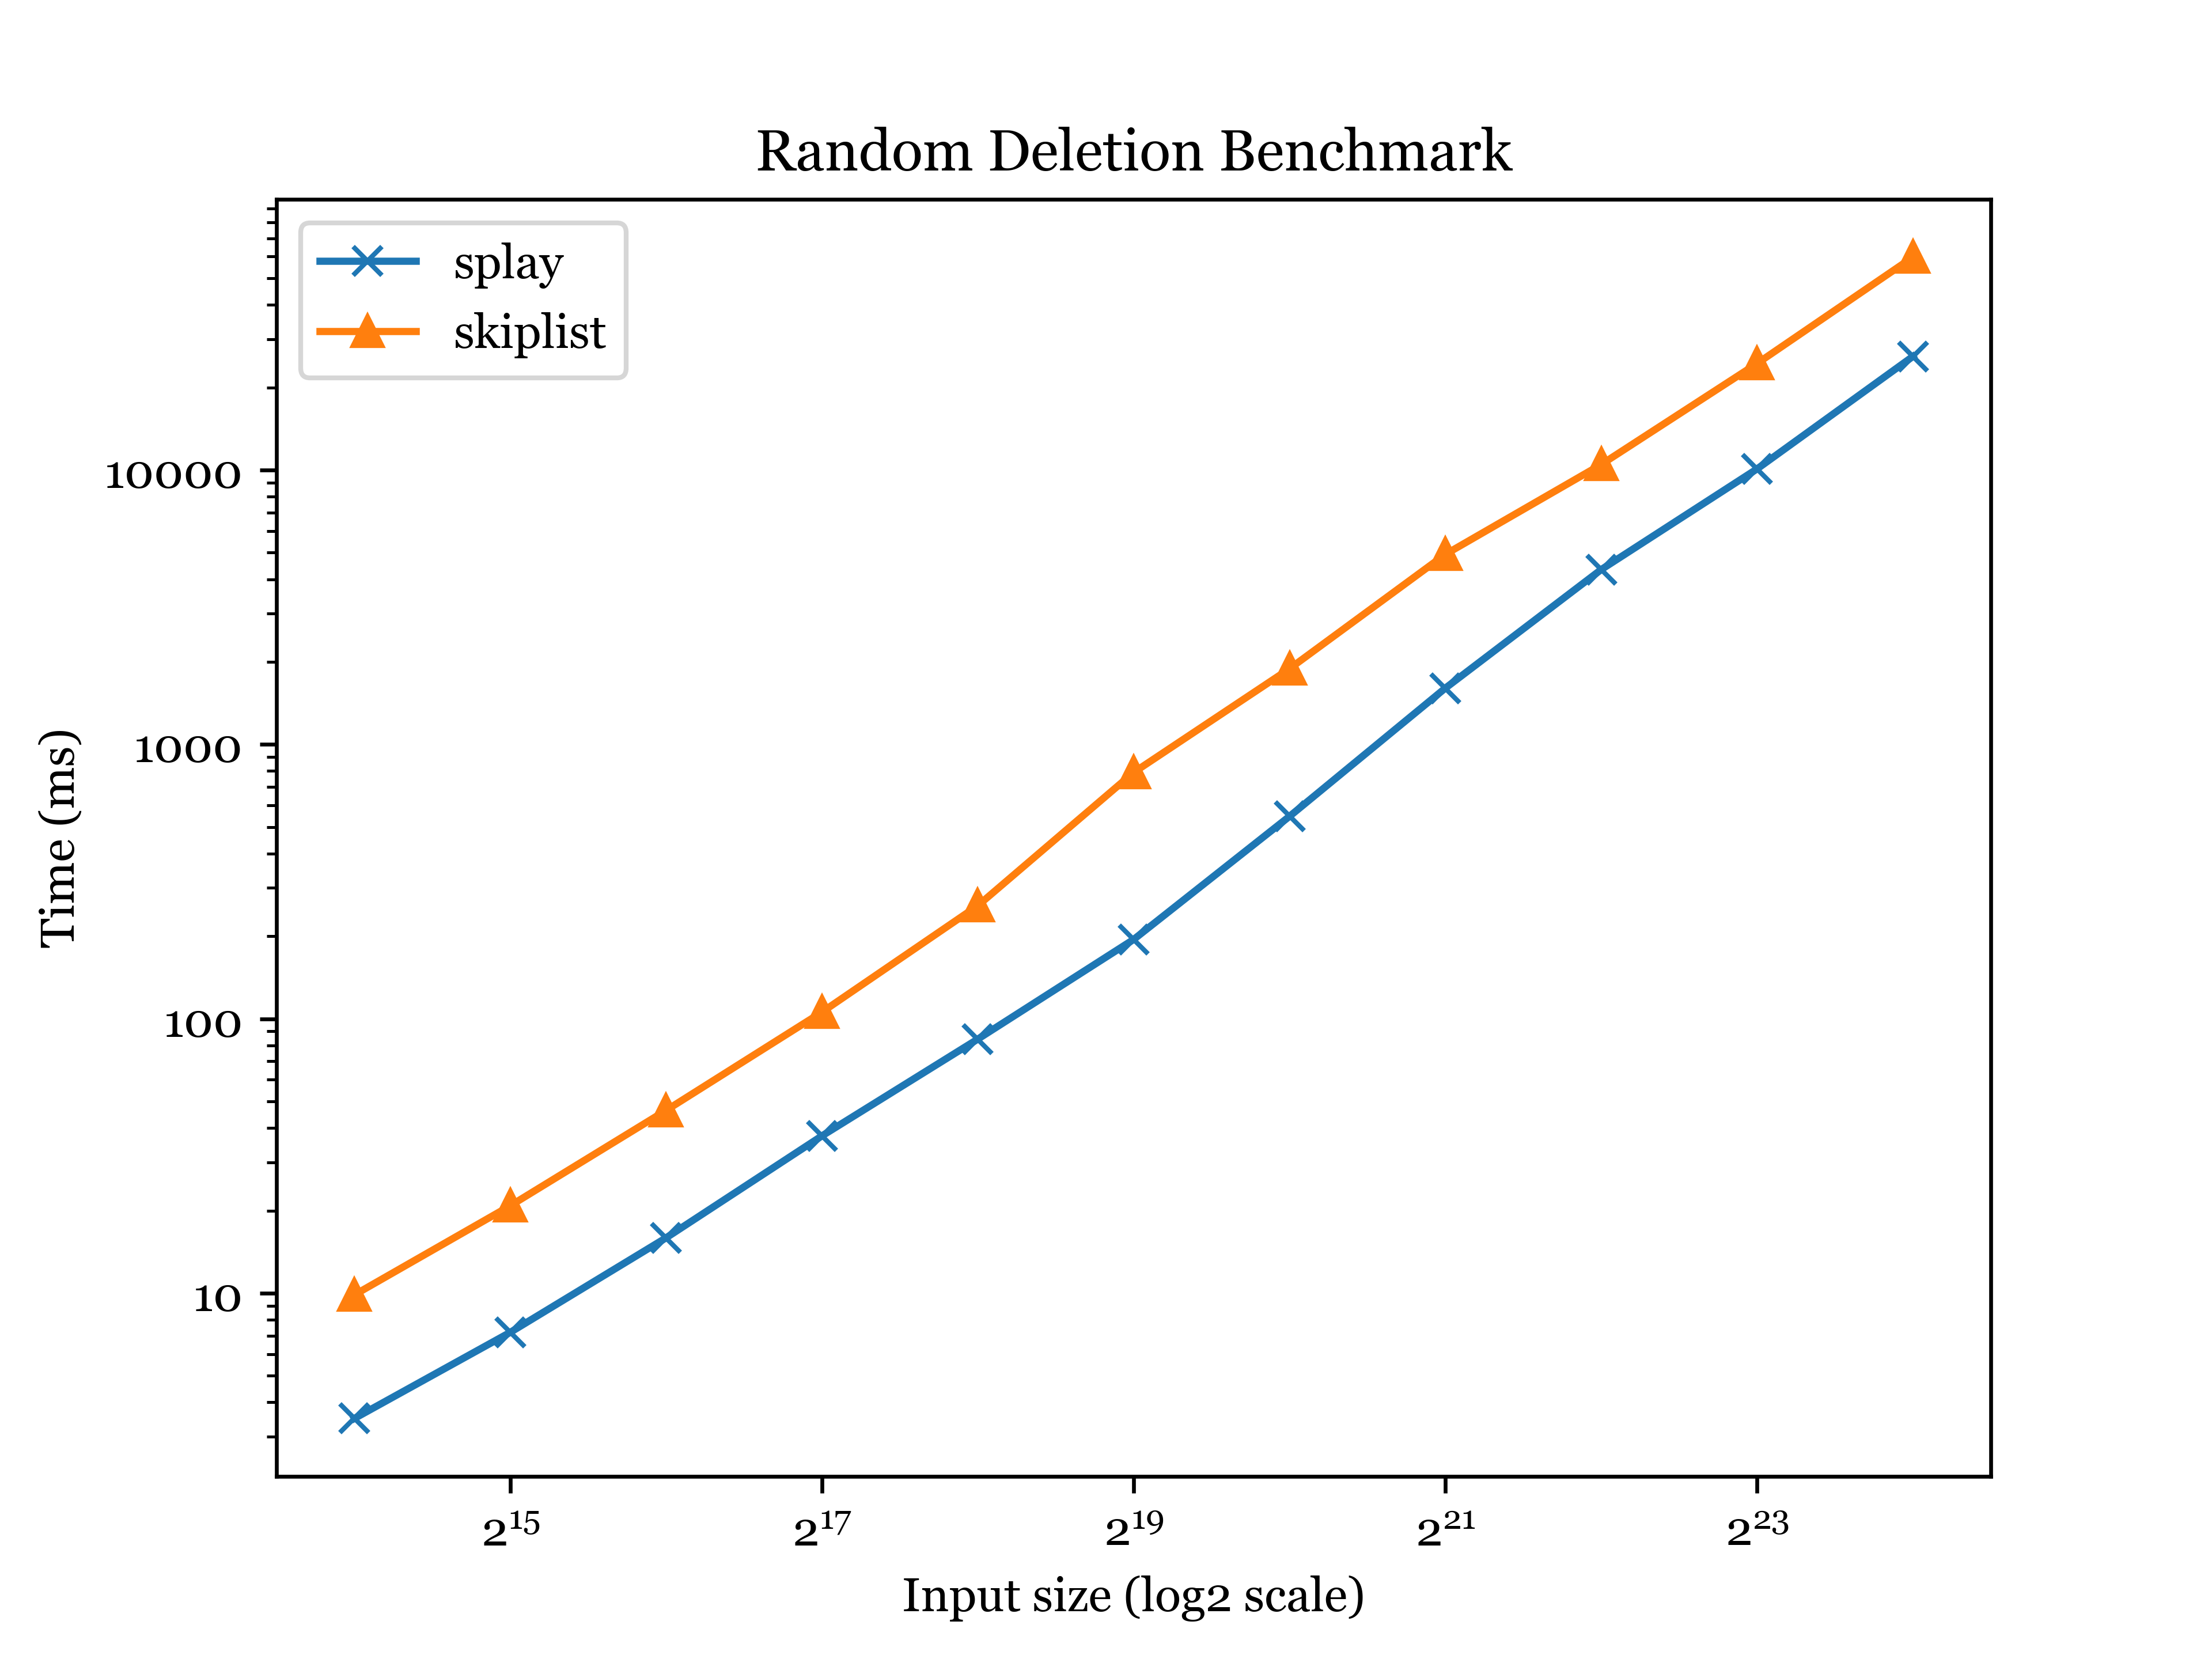 Random Deletion Benchmark
splay
skiplist
Time (ms)
10000
1000
100
10
2¹⁵ 2¹⁷ 2¹⁹ 2²¹ 2²³
Input size (log2 scale)